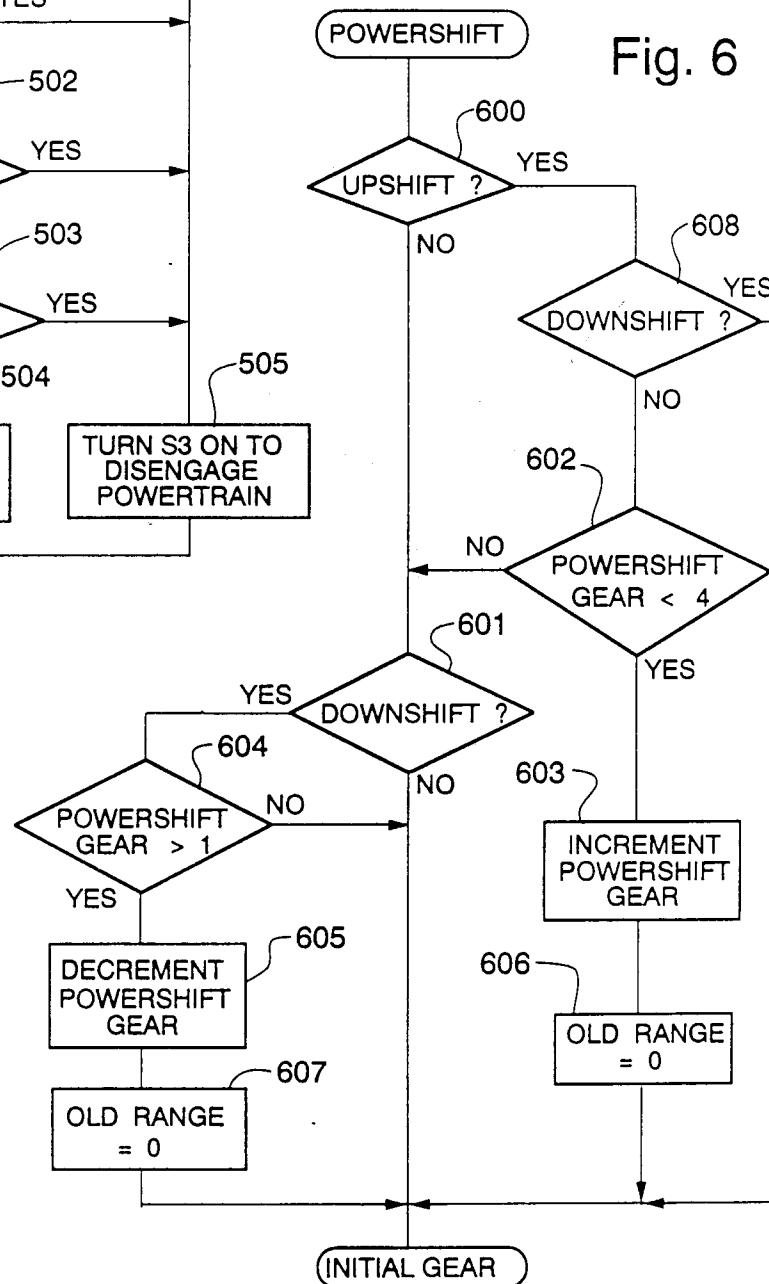 YES
POWERSHIFT
Fig. 6
502
600
YES
UPSHIFT ?
YES
503
NO
608
YES
DOWNSHIFT ?
YES
504
505
NO
TURN S3 ON TO
DISENGAGE
POWERTRAIN
602
NO
POWERSHIFT
GEAR < 4
601
YES
YES
DOWNSHIFT ?
604
NO
603
POWERSHIFT
GEAR > 1
NO
INCREMENT
POWERSHIFT
GEAR
YES
605
DECREMENT
POWERSHIFT
GEAR
606
OLD RANGE
= 0
607
OLD RANGE
= 0
INITIAL GEAR